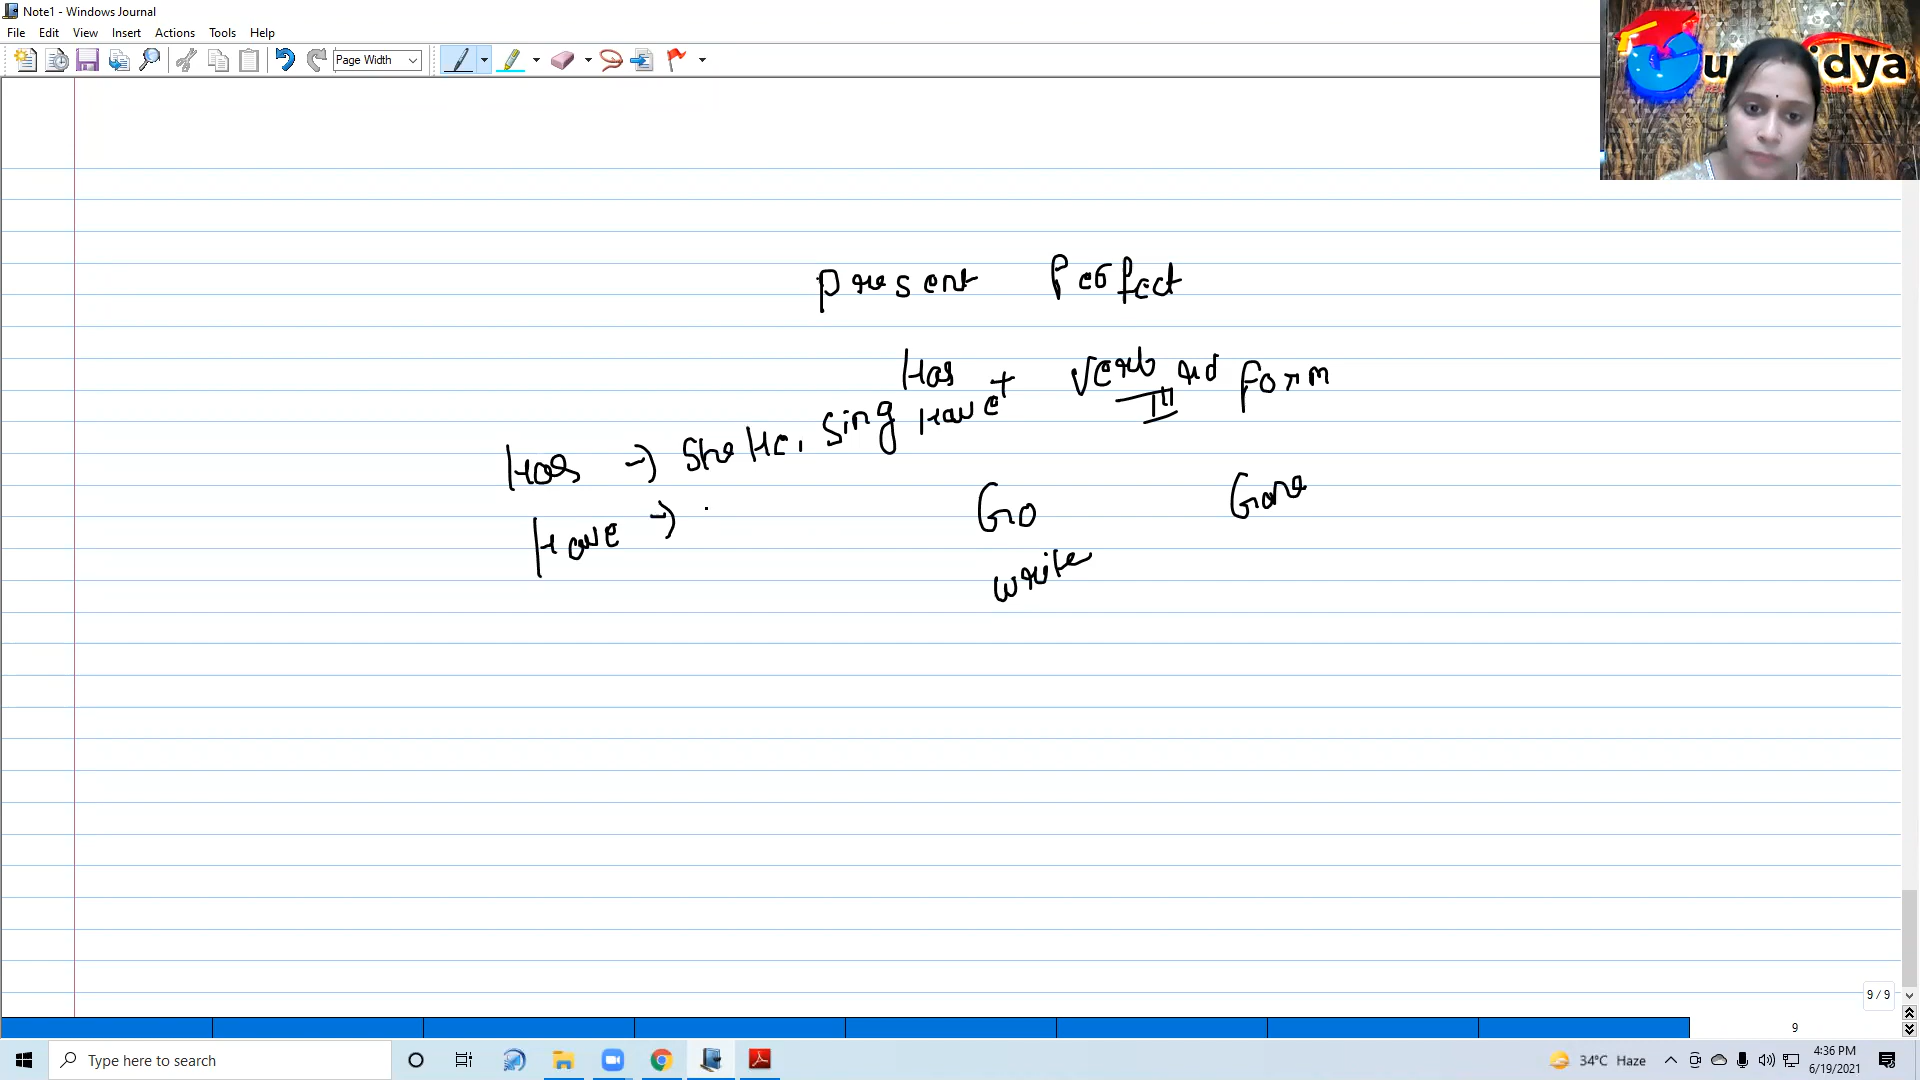 Note1 - Windows Journal
File Edit View Insert Actions Tools Help
Page Width
idya
Present Perfect
Has + Verb IIIrd Form
Have
Has → She He, Sing
Have →
Go Gone
write
9 / 9
9
Type here to search
34°C Haze
4:36 PM
6/19/2021